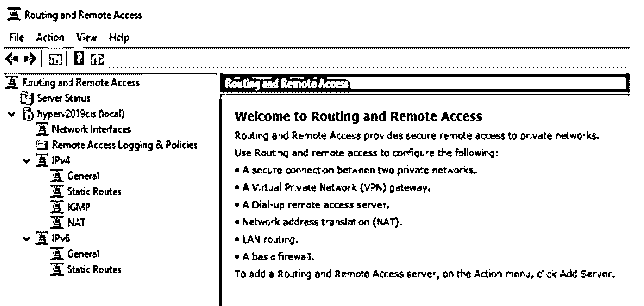 Routing and Remote Access
File Action View Help
Routing and Remote Access
Server Status
hyperv2019cis (local)
Network Interfaces
Remote Access Logging & Policies
IPv4
General
Static Routes
IGMP
NAT
IPv6
General
Static Routes
Routing and Remote Access
Welcome to Routing and Remote Access
Routing and Remote Access provides secure remote access to private networks.
Use Routing and remote access to configure the following:
• A secure connection between two private networks.
• A Virtual Private Network (VPN) gateway.
• A Dial-up remote access server.
• Network address translation (NAT).
• LAN routing.
• A basic firewall.
To add a Routing and Remote Access server, on the Action menu, click Add Server.